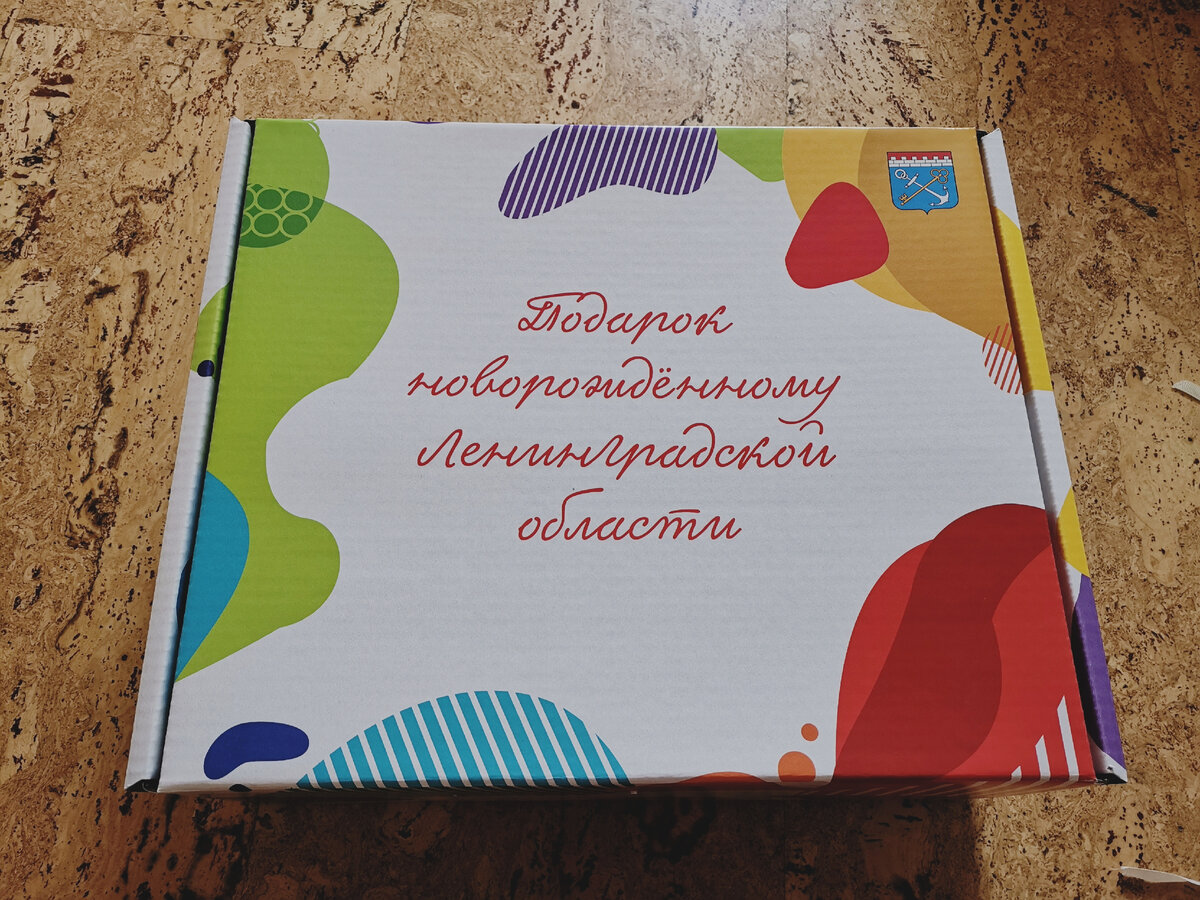 Подарок
новорождённому
Ленинградской
области